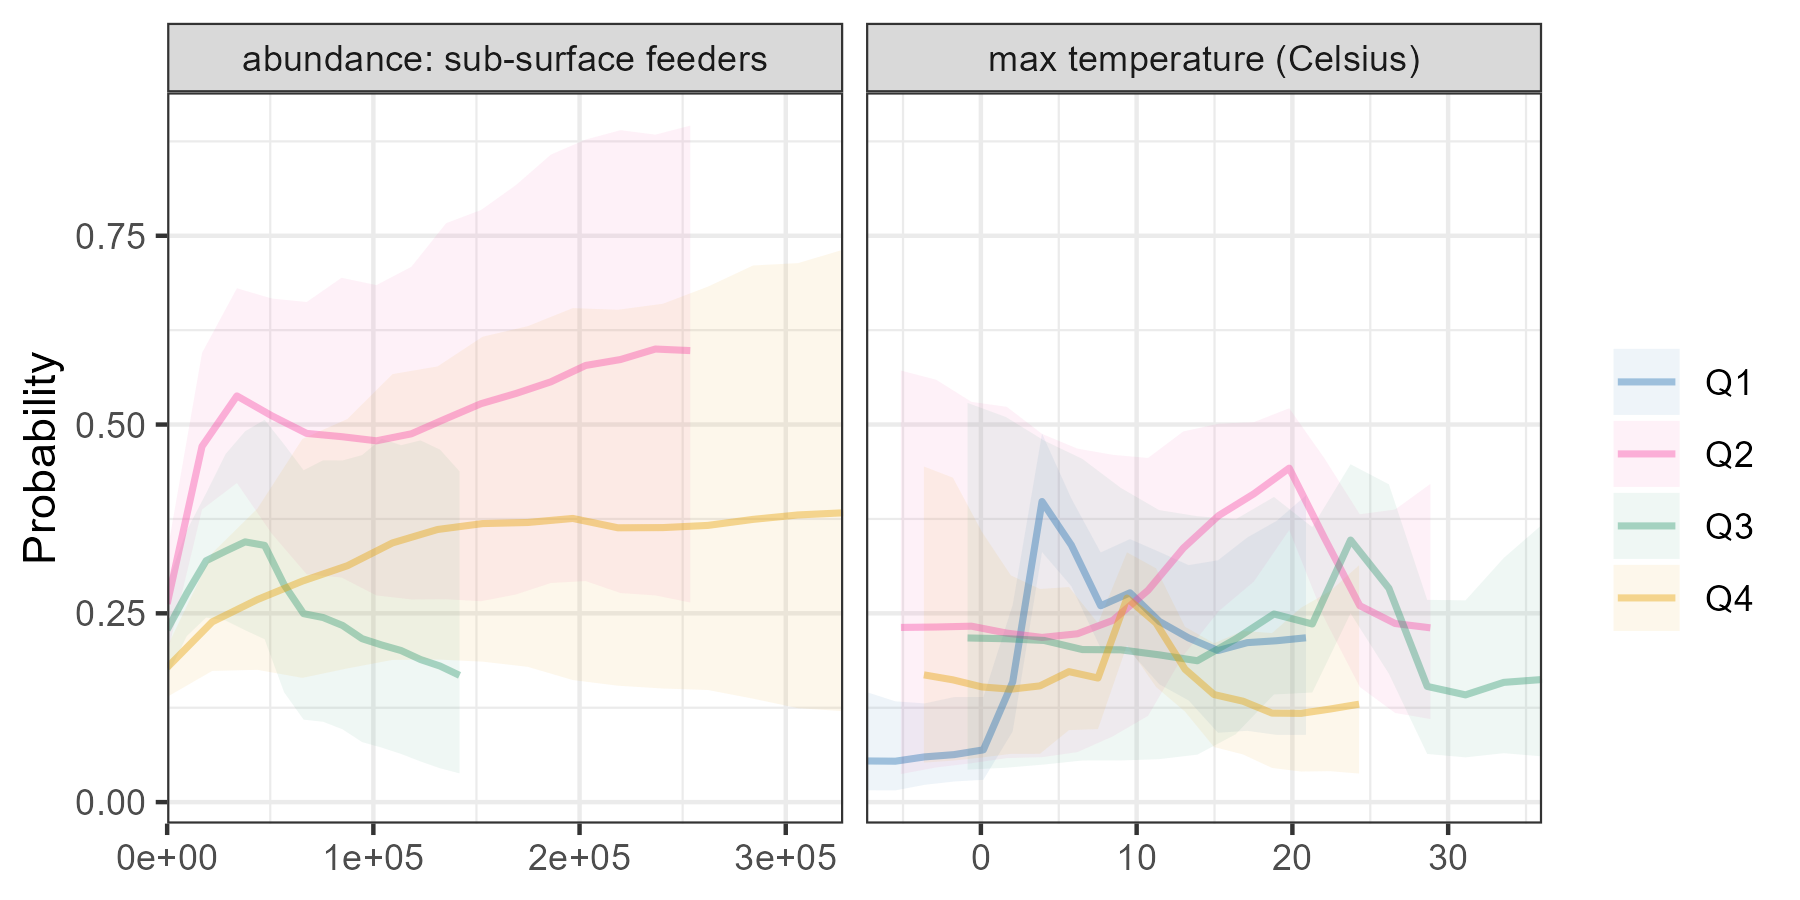 abundance: sub-surface feeders
max temperature (Celsius)
Probability
0.75
0.50
0.25
0.00
0e+00 1e+05 2e+05 3e+05
0 10 20 30
Q1
Q2
Q3
Q4